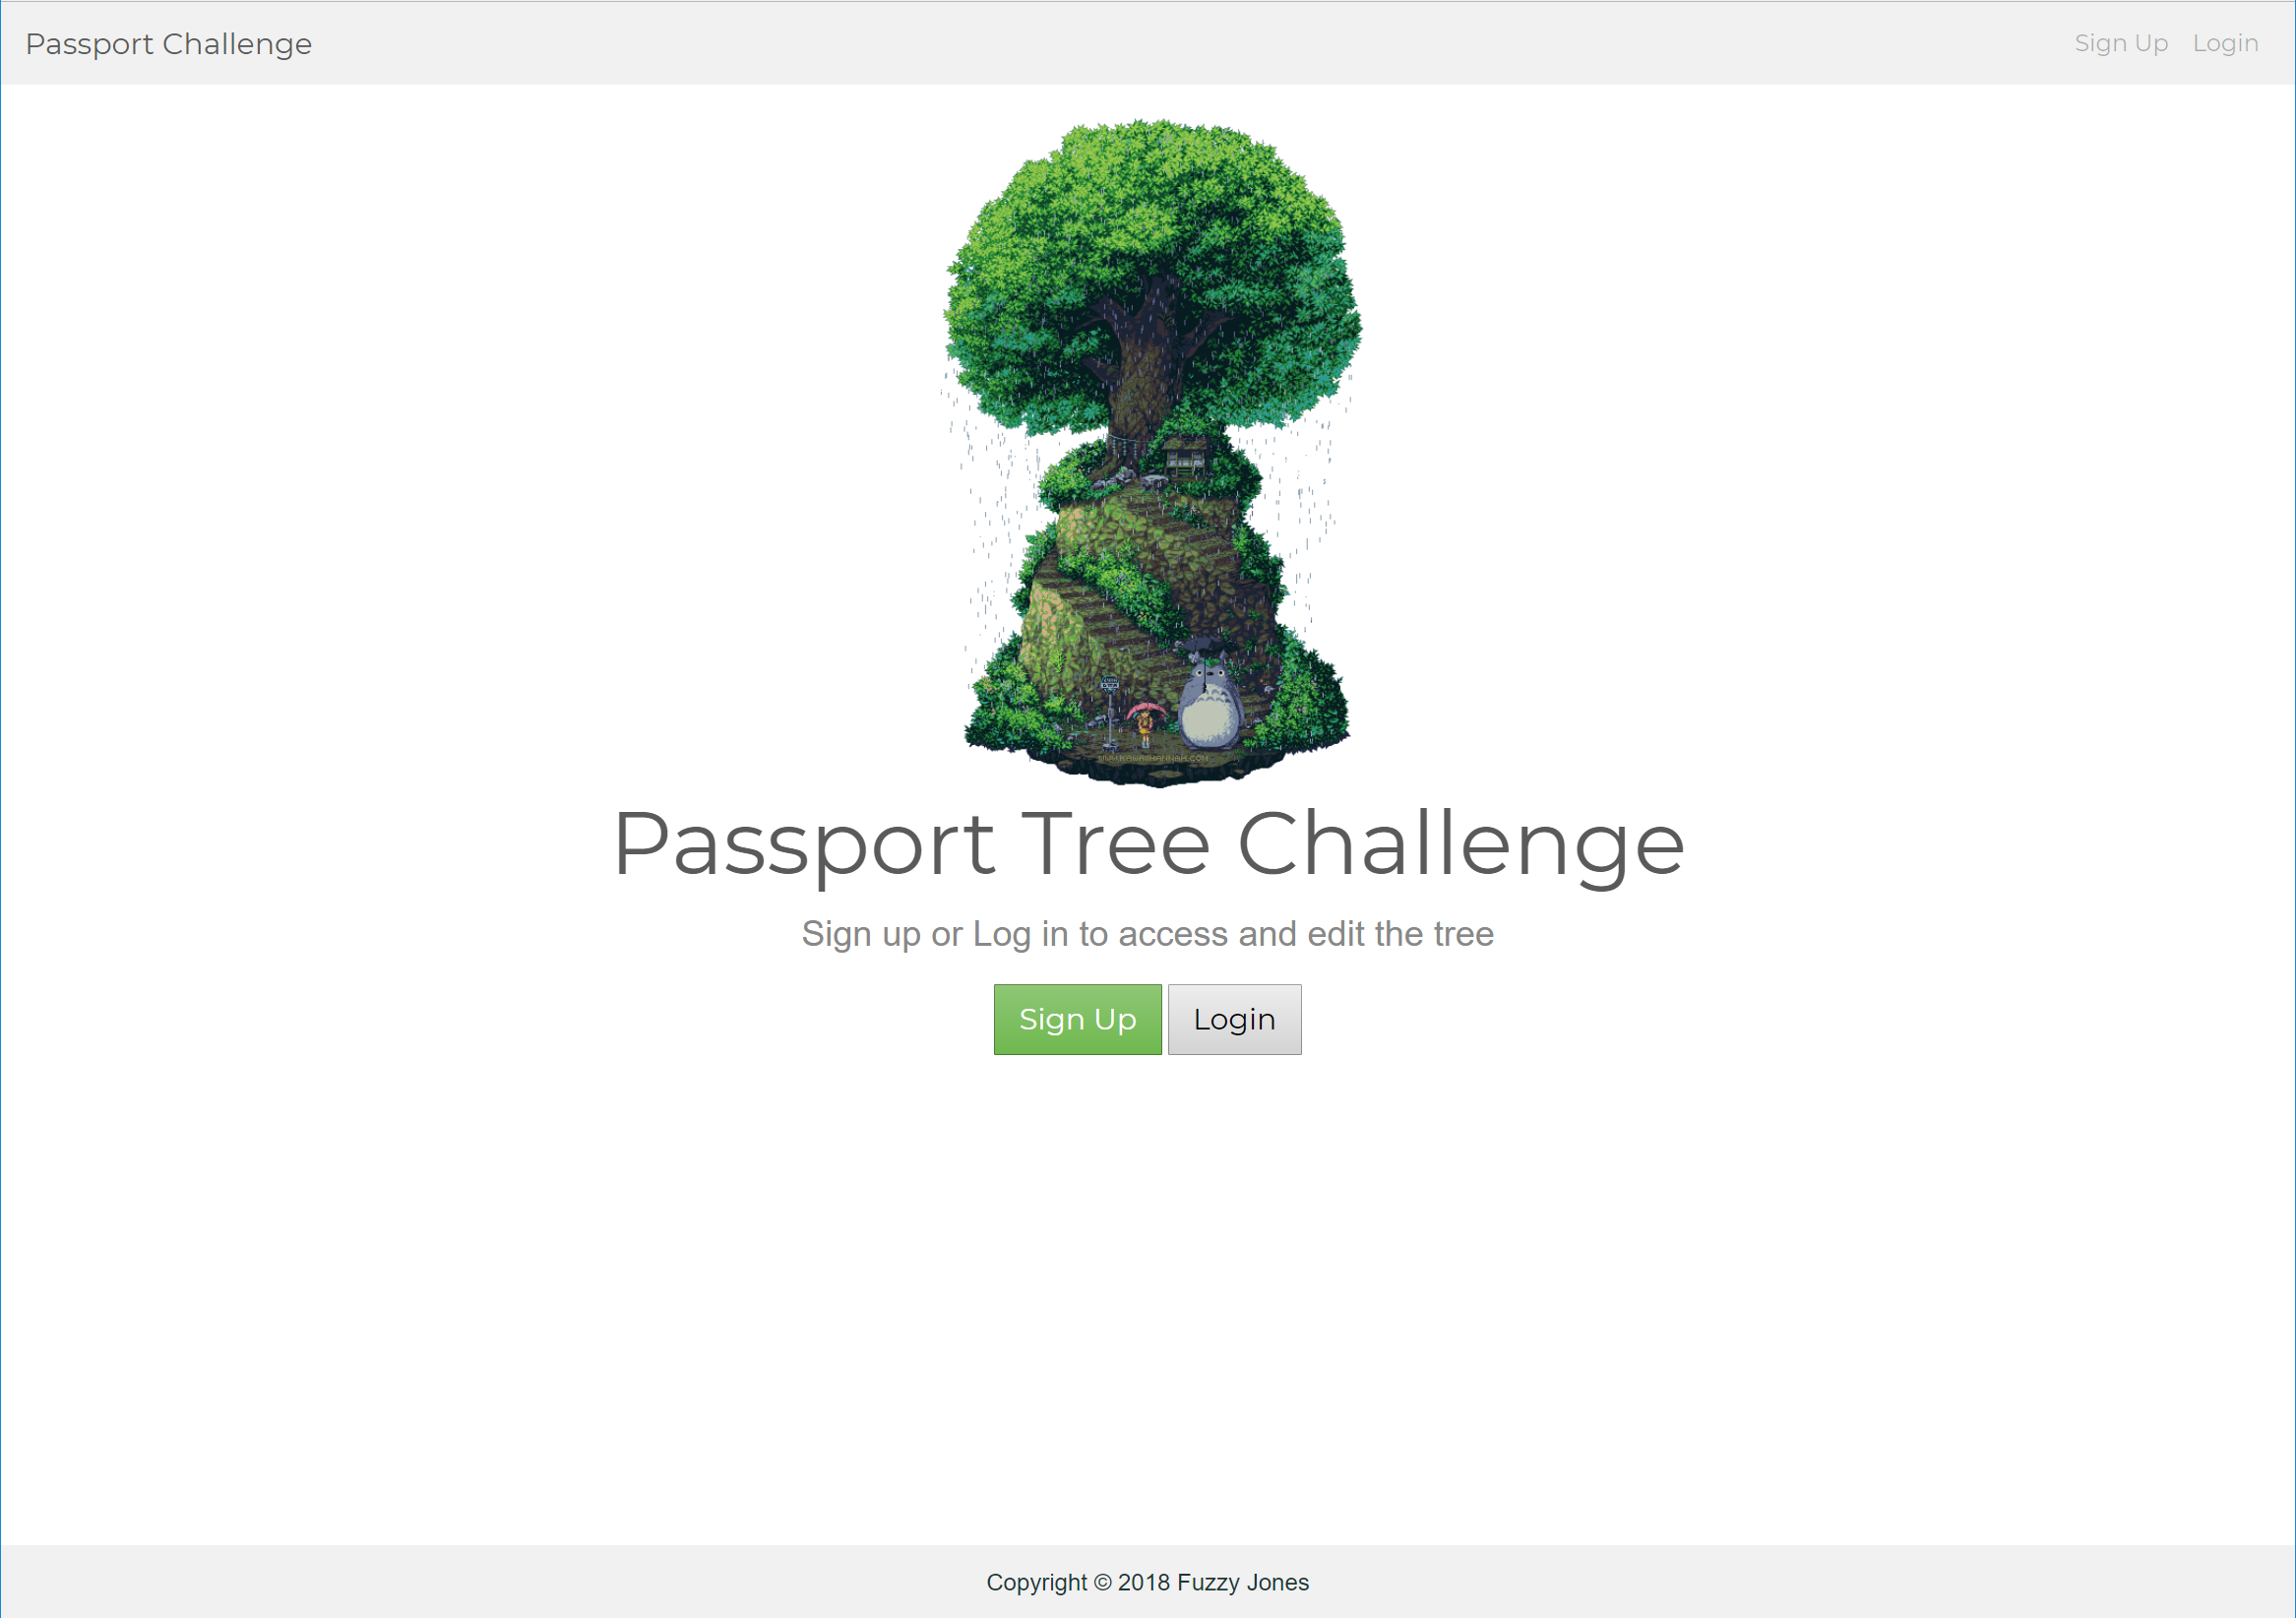 Passport Challenge
Sign Up Login
Passport Tree Challenge
Sign up or Log in to access and edit the tree
Sign Up Login
Copyright © 2018 Fuzzy Jones